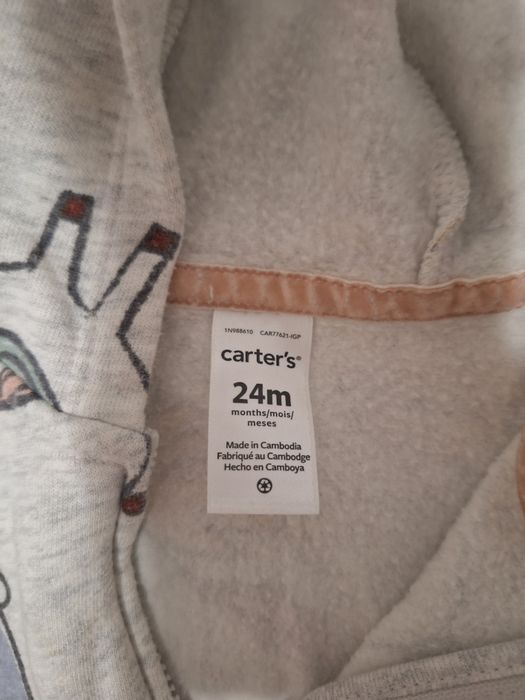 1N988610 CAR77621-IGP
carter's®
24m
months/mois/
meses
Made in Cambodia
Fabriqué au Cambodge
Hecho en Camboya